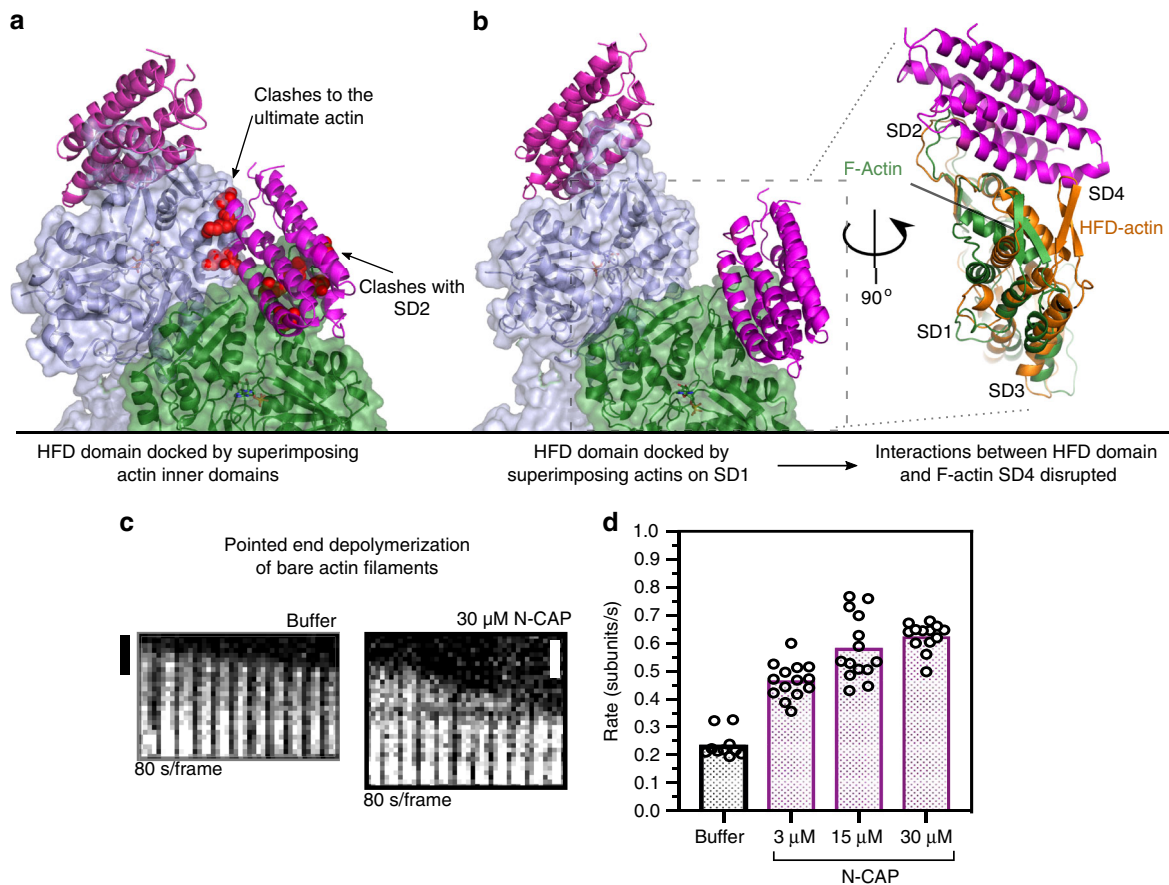 a
Clashes to the
ultimate actin
Clashes with
SD2
HFD domain docked by superimposing
actin inner domains
b
SD2
F-Actin
SD4
HFD-actin
90°
SD1
SD3
HFD domain docked by
superimposing actins on SD1
Interactions between HFD domain
and F-actin SD4 disrupted
c
Pointed end depolymerization
of bare actin filaments
Buffer
80 s/frame
30 µM N-CAP
80 s/frame
d
Rate (subunits/s)
1.0
0.9
0.8
0.7
0.6
0.5
0.4
0.3
0.2
0.1
0.0
Buffer
3 µM
15 µM
30 µM
N-CAP